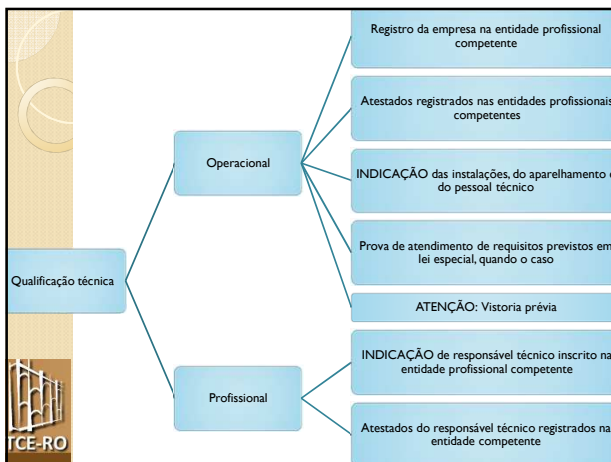 Registro da empresa na entidade profissional
competente
Atestados registrados nas entidades profissionais
competentes
Operacional
INDICAÇÃO das instalações, do aparelhamento e
do pessoal técnico
Prova de atendimento de requisitos previstos em
lei especial, quando o caso
Qualificação técnica
ATENÇÃO: Vistoria prévia
INDICAÇÃO de responsável técnico inscrito na
entidade profissional competente
Profissional
Atestados do responsável técnico registrados na
entidade competente
TCE-RO